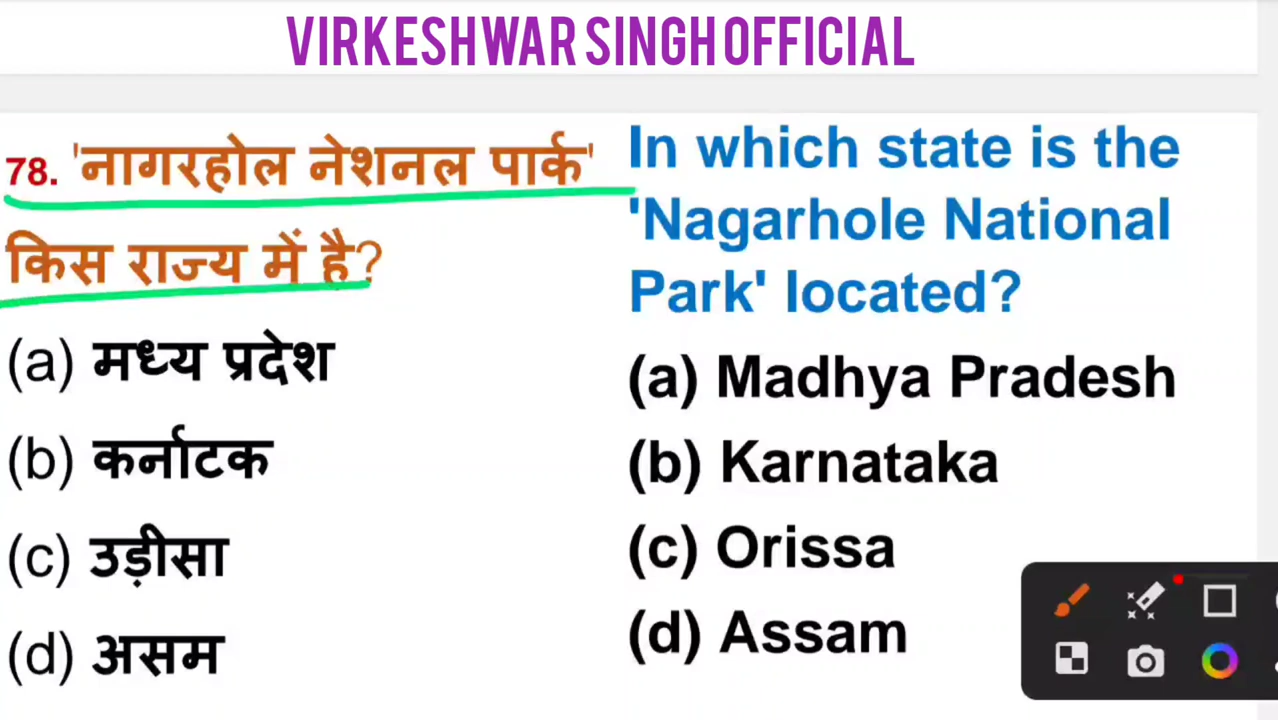 VIRKESHWAR SINGH OFFICIAL
78. 'नागरहोल नेशनल पार्क'
किस राज्य में है?
(a) मध्य प्रदेश
(b) कर्नाटक
(c) उड़ीसा
(d) असम
In which state is the
'Nagarhole National
Park' located?
(a) Madhya Pradesh
(b) Karnataka
(c) Orissa
(d) Assam